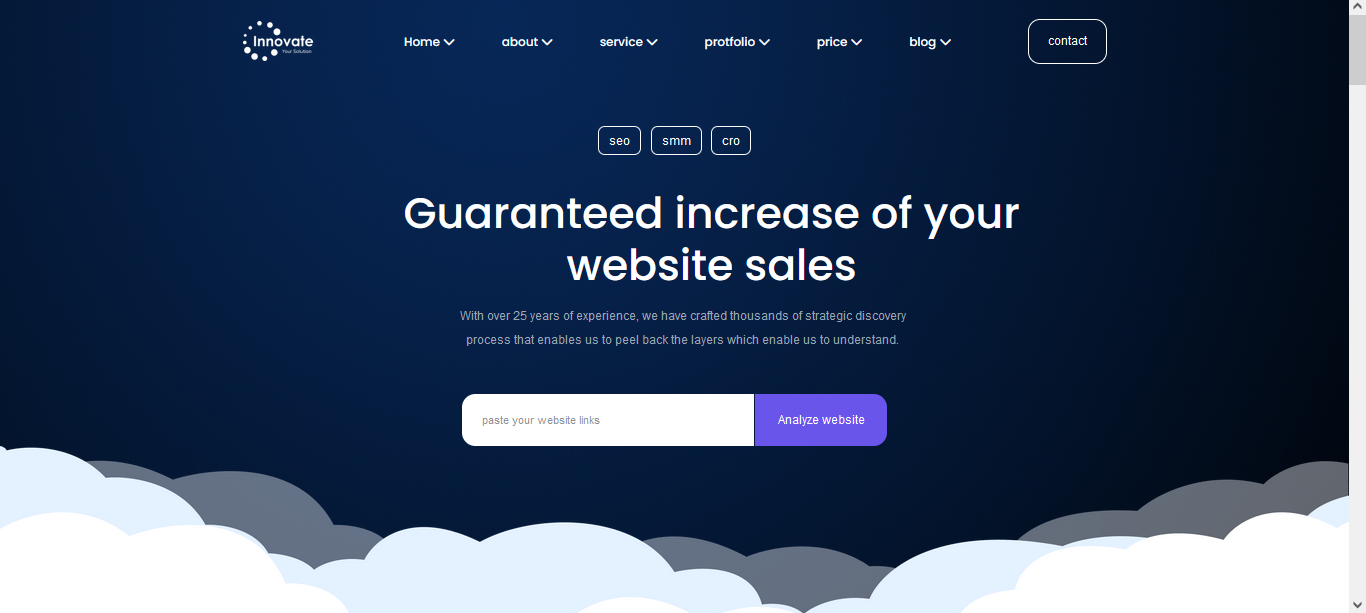 Innovate
Your Solution
Home
about
service
protfolio
price
blog
contact
seo
smm
cro
Guaranteed increase of your
website sales
With over 25 years of experience, we have crafted thousands of strategic discovery
process that enables us to peel back the layers which enable us to understand.
paste your website links
Analyze website